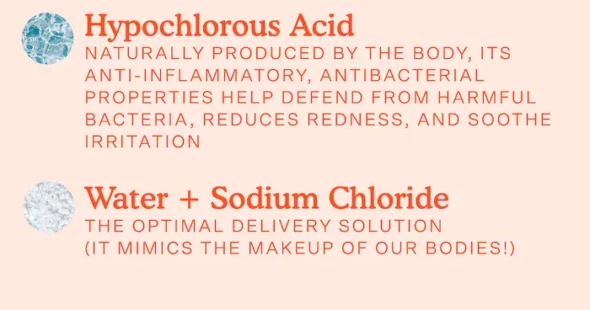 Hypochlorous Acid
NATURALLY PRODUCED BY THE BODY, ITS
ANTI-INFLAMMATORY, ANTIBACTERIAL
PROPERTIES HELP DEFEND FROM HARMFUL
BACTERIA, REDUCES REDNESS, AND SOOTHE
IRRITATION
Water + Sodium Chloride
THE OPTIMAL DELIVERY SOLUTION
(IT MIMICS THE MAKEUP OF OUR BODIES!)